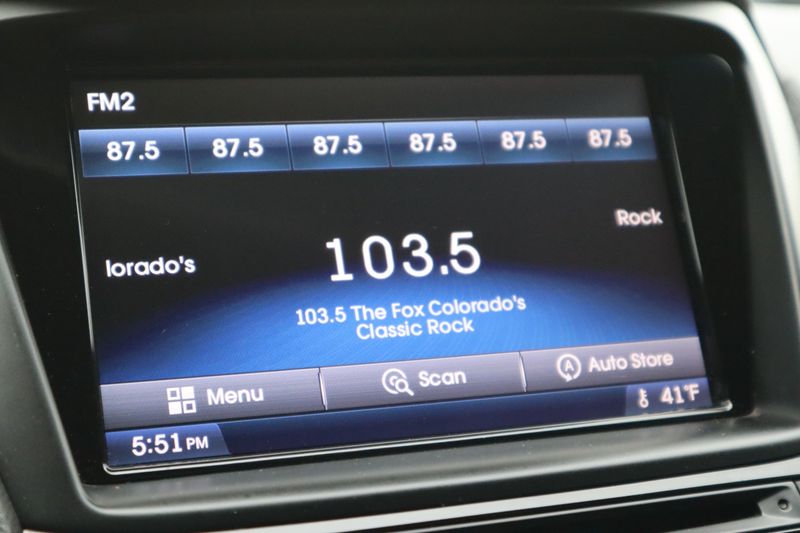 FM2
87.5 87.5 87.5 87.5 87.5 87.5
Rock
lorado's 103.5
103.5 The Fox Colorado's
Classic Rock
Menu Scan A Auto Store
5:51 PM 41°F